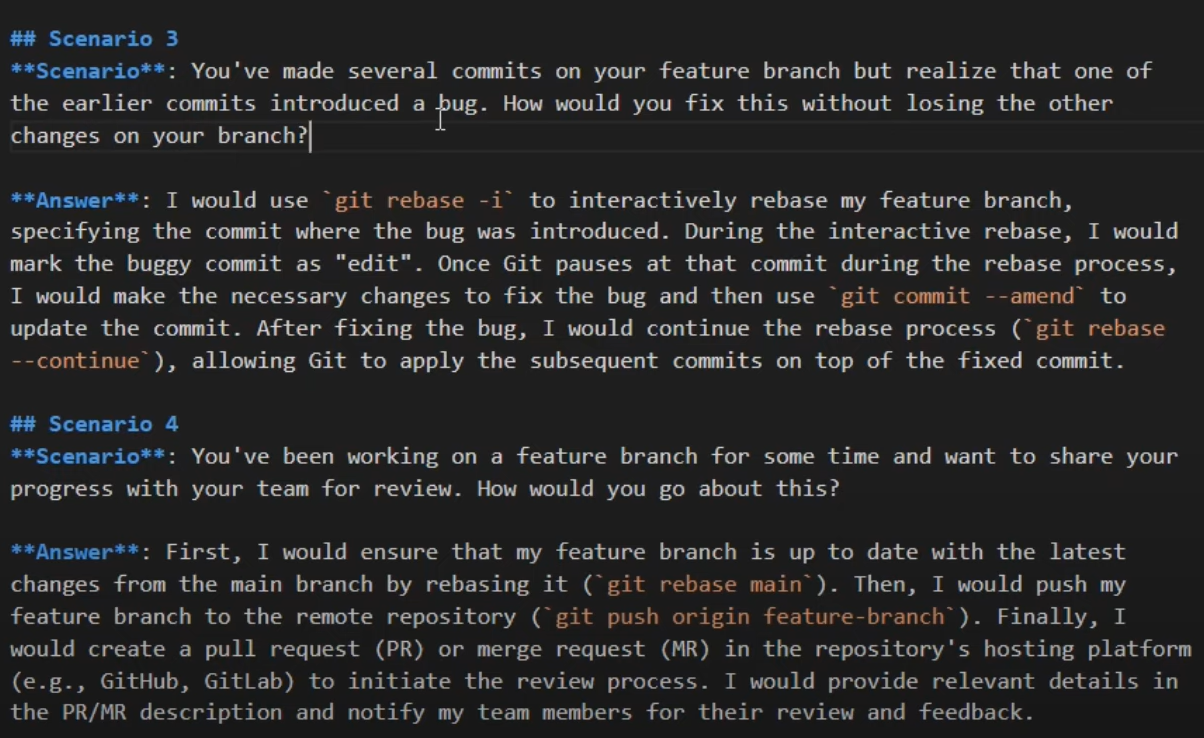 ## Scenario 3
**Scenario**: You've made several commits on your feature branch but realize that one of
the earlier commits introduced a bug. How would you fix this without losing the other
changes on your branch?
**Answer**: I would use `git rebase -i` to interactively rebase my feature branch,
specifying the commit where the bug was introduced. During the interactive rebase, I would
mark the buggy commit as "edit". Once Git pauses at that commit during the rebase process,
I would make the necessary changes to fix the bug and then use `git commit --amend` to
update the commit. After fixing the bug, I would continue the rebase process (`git rebase
--continue`), allowing Git to apply the subsequent commits on top of the fixed commit.
## Scenario 4
**Scenario**: You've been working on a feature branch for some time and want to share your
progress with your team for review. How would you go about this?
**Answer**: First, I would ensure that my feature branch is up to date with the latest
changes from the main branch by rebasing it (`git rebase main`). Then, I would push my
feature branch to the remote repository (`git push origin feature-branch`). Finally, I
would create a pull request (PR) or merge request (MR) in the repository's hosting platform
(e.g., GitHub, GitLab) to initiate the review process. I would provide relevant details in
the PR/MR description and notify my team members for their review and feedback.